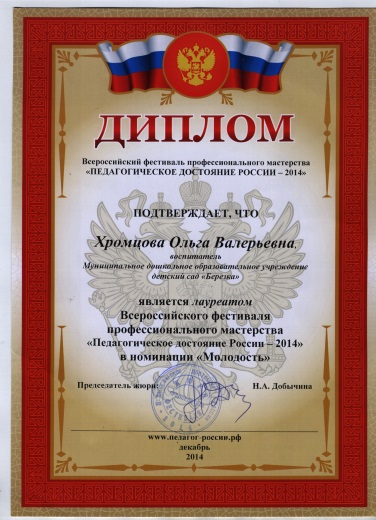 ДИПЛОМ
Всероссийский фестиваль профессионального мастерства
«ПЕДАГОГИЧЕСКОЕ ДОСТОЯНИЕ РОССИИ – 2014»
ПОДТВЕРЖДАЕТ, ЧТО
Хромцова Ольга Валерьевна,
воспитатель
Муниципальное дошкольное образовательное учреждение
детский сад «Березка»
является лауреатом
Всероссийского фестиваля
профессионального мастерства
«Педагогическое достояние России – 2014»
в номинации «Молодость»
Председатель жюри: Н.А. Добычина
www.педагог-россии.рф
декабрь
2014